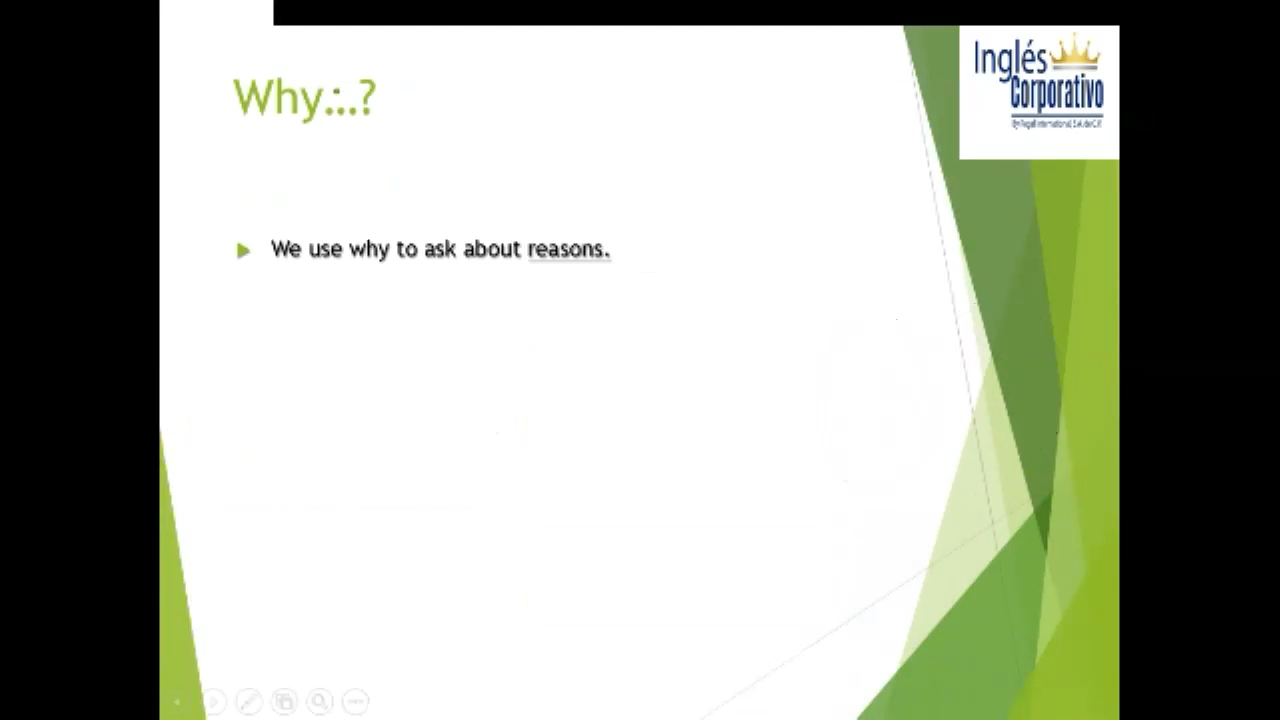 Why...?
We use why to ask about reasons.
Inglés
Corporativo